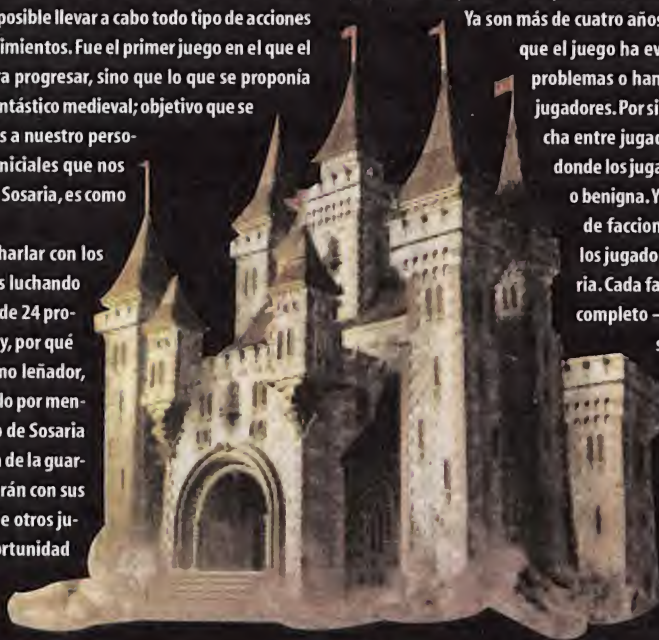 posible llevar a cabo todo tipo de acciones
imientos. Fue el primer juego en el que el
a progresar, sino que lo que se proponia
ntástico medieval; objetivo que se
s a nuestro perso-
niciales que nos
Sosaria, es como
harlar con los
s luchando
de 24 pro-
y, por qué
mo leñador,
lo por men-
o de Sosaria
de la guar-
rán con sus
e otros ju-
ortunidad
Ya son más de cuatro años
que el juego ha ev
problemas o han
jugadores. Por si
cha entre jugad
donde los juga
o benigna. Y
de faccion
los jugado
ria. Cada fa
completo –
s